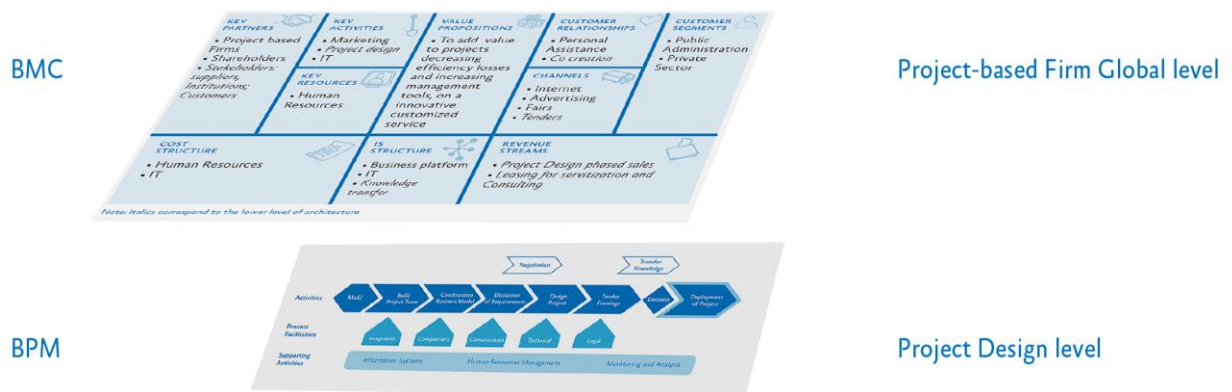 BMC
KEY
PARTNERS
• Project based
Firms
• Shareholders
• Stakeholders:
suppliers,
Institutions;
Customers
KEY
ACTIVITIES
• Marketing
• Project design
• IT
KEY
RESOURCES
• Human
Resources
VALUE
PROPOSITIONS
• To add value
to projects
decreasing
efficiency losses
and increasing
management
tools, on a
innovative
customized
service
CUSTOMER
RELATIONSHIPS
• Personal
Assistance
• Co creation
CHANNELS
• Internet
• Advertising
• Fairs
• Tenders
CUSTOMER
SEGMENTS
• Public
Administration
• Private
Sector
COST
STRUCTURE
• Human Resources
• IT
IS
STRUCTURE
• Business platform
• IT
• Knowledge
transfer
REVENUE
STREAMS
• Project Design phased sales
• Leasing for servitization and
Consulting
Note: Italics correspond to the lower level of architecture
Project-based Firm Global level
BPM
Negotiation
Transfer
Knowledge
Activities
MoU
Build
Project Team
Construction
Business Model
Elicitation
of Requirements
Design
Project
Tender
Decision
Deployment
of Project
Process
Facilitators
Integration
Competitors
Comunication
Technical
Legal
Supporting
Activities
Information Systems
Human Resources Management
Monitoring and Analysis
Project Design level